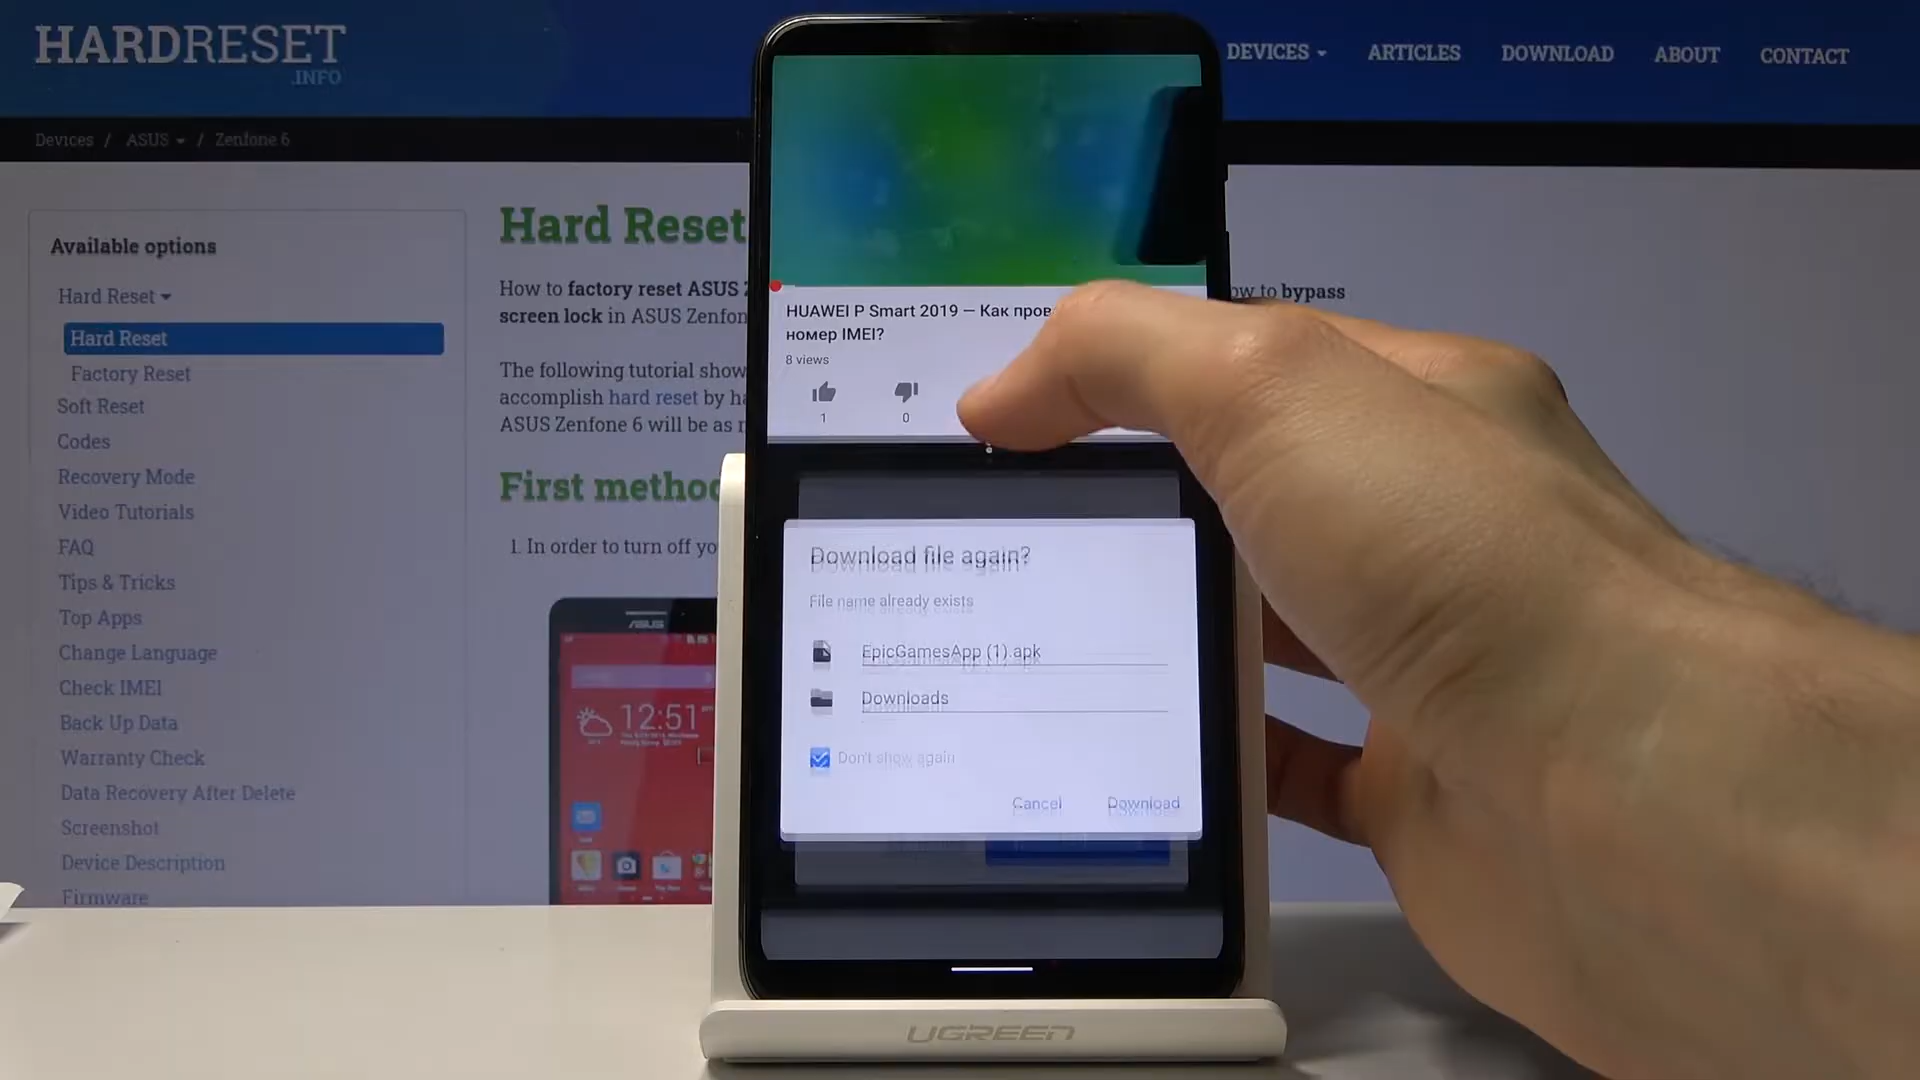 HARDRESET
.INFO
DEVICES
ARTICLES
DOWNLOAD
ABOUT
CONTACT
Devices / ASUS / Zenfone 6
Available options
Hard Reset
Hard Reset
Factory Reset
Soft Reset
Codes
Recovery Mode
Video Tutorials
FAQ
Tips & Tricks
Top Apps
Change Language
Check IMEI
Back Up Data
Warranty Check
Data Recovery After Delete
Screenshot
Device Description
Firmware
Hard Reset
How to factory reset ASUS
to bypass
screen lock in ASUS Zenfon
The following tutorial show
accomplish hard reset by
ASUS Zenfone 6 will be as
First
1. In order to turn off yo
ASUS
12:51
HUAWEI P Smart 2019 — Как пров
номер IMEI?
8 views
1
0
Download file again?
File name already exists
EpicGamesApp (1).apk
Downloads
Don't show again
Cancel
Download
UGREEN